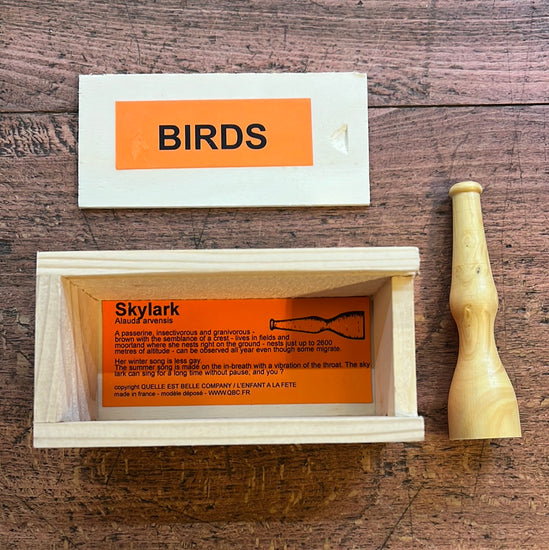 BIRDS
Skylark
Alauda arvensis
A passerine, insectivorous and granivorous -
brown with the semblance of a crest - lives in fields and
moorland where she nests right on the ground - nests just up to 2600
metres of altitude - can be observed all year even though some migrate.
Her winter song is less gay.
The summer song is made on the in-breath with a vibration of the throat. The sky
lark can sing for a long time without pause, and you ?
copyright QUELLE EST BELLE COMPANY / L'ENFANT A LA FETE
made in france - modèle déposé - WWW.QBC.FR